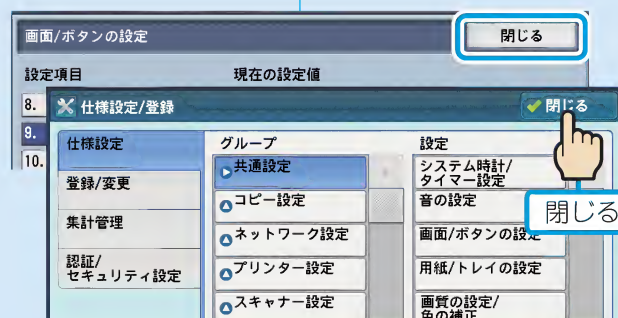 画面/ボタンの設定
閉じる
設定項目 現在の設定値
8.
仕様設定/登録 閉じる
9.
10.
仕様設定 グループ 設定
登録/変更
集計管理
認証/
セキュリティ設定
共通設定
コピー設定
ネットワーク設定
プリンター設定
スキャナー設定
システム時計/
タイマー設定
音の設定
画面/ボタンの設定
用紙/トレイの設定
画質の設定/
色の補正
閉じる